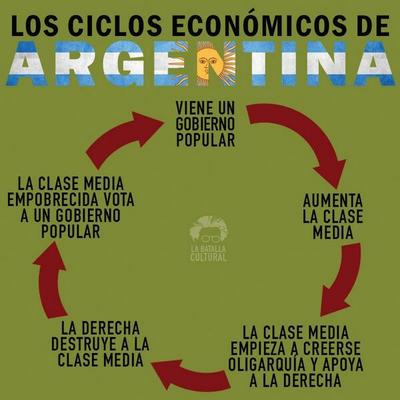 LOS CICLOS ECONÓMICOS DE
ARGENTINA
VIENE UN
GOBIERNO
POPULAR
AUMENTA
LA CLASE
MEDIA
LA CLASE MEDIA
EMPIEZA A CREERSE
OLIGARQUÍA Y APOYA
A LA DERECHA
LA DERECHA
DESTRUYE A LA
CLASE MEDIA
LA CLASE MEDIA
EMPOBRECIDA VOTA
A UN GOBIERNO
POPULAR
LA BATALLA
CULTURAL